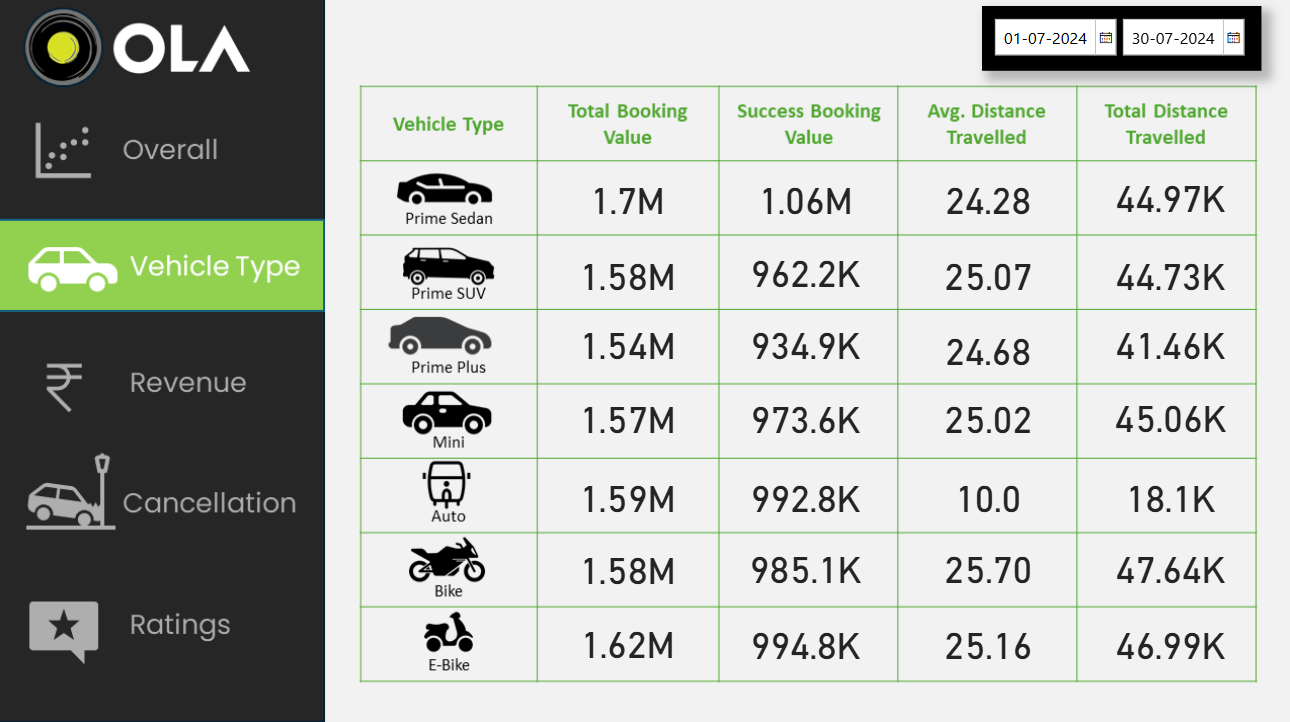 OLA
Overall
Vehicle Type
Revenue
Cancellation
Ratings
01-07-2024 30-07-2024
Vehicle Type Total Booking Value Success Booking Value Avg. Distance Travelled Total Distance Travelled
Prime Sedan 1.7M 1.06M 24.28 44.97K
Prime SUV 1.58M 962.2K 25.07 44.73K
Prime Plus 1.54M 934.9K 24.68 41.46K
Mini 1.57M 973.6K 25.02 45.06K
Auto 1.59M 992.8K 10.0 18.1K
Bike 1.58M 985.1K 25.70 47.64K
E-Bike 1.62M 994.8K 25.16 46.99K